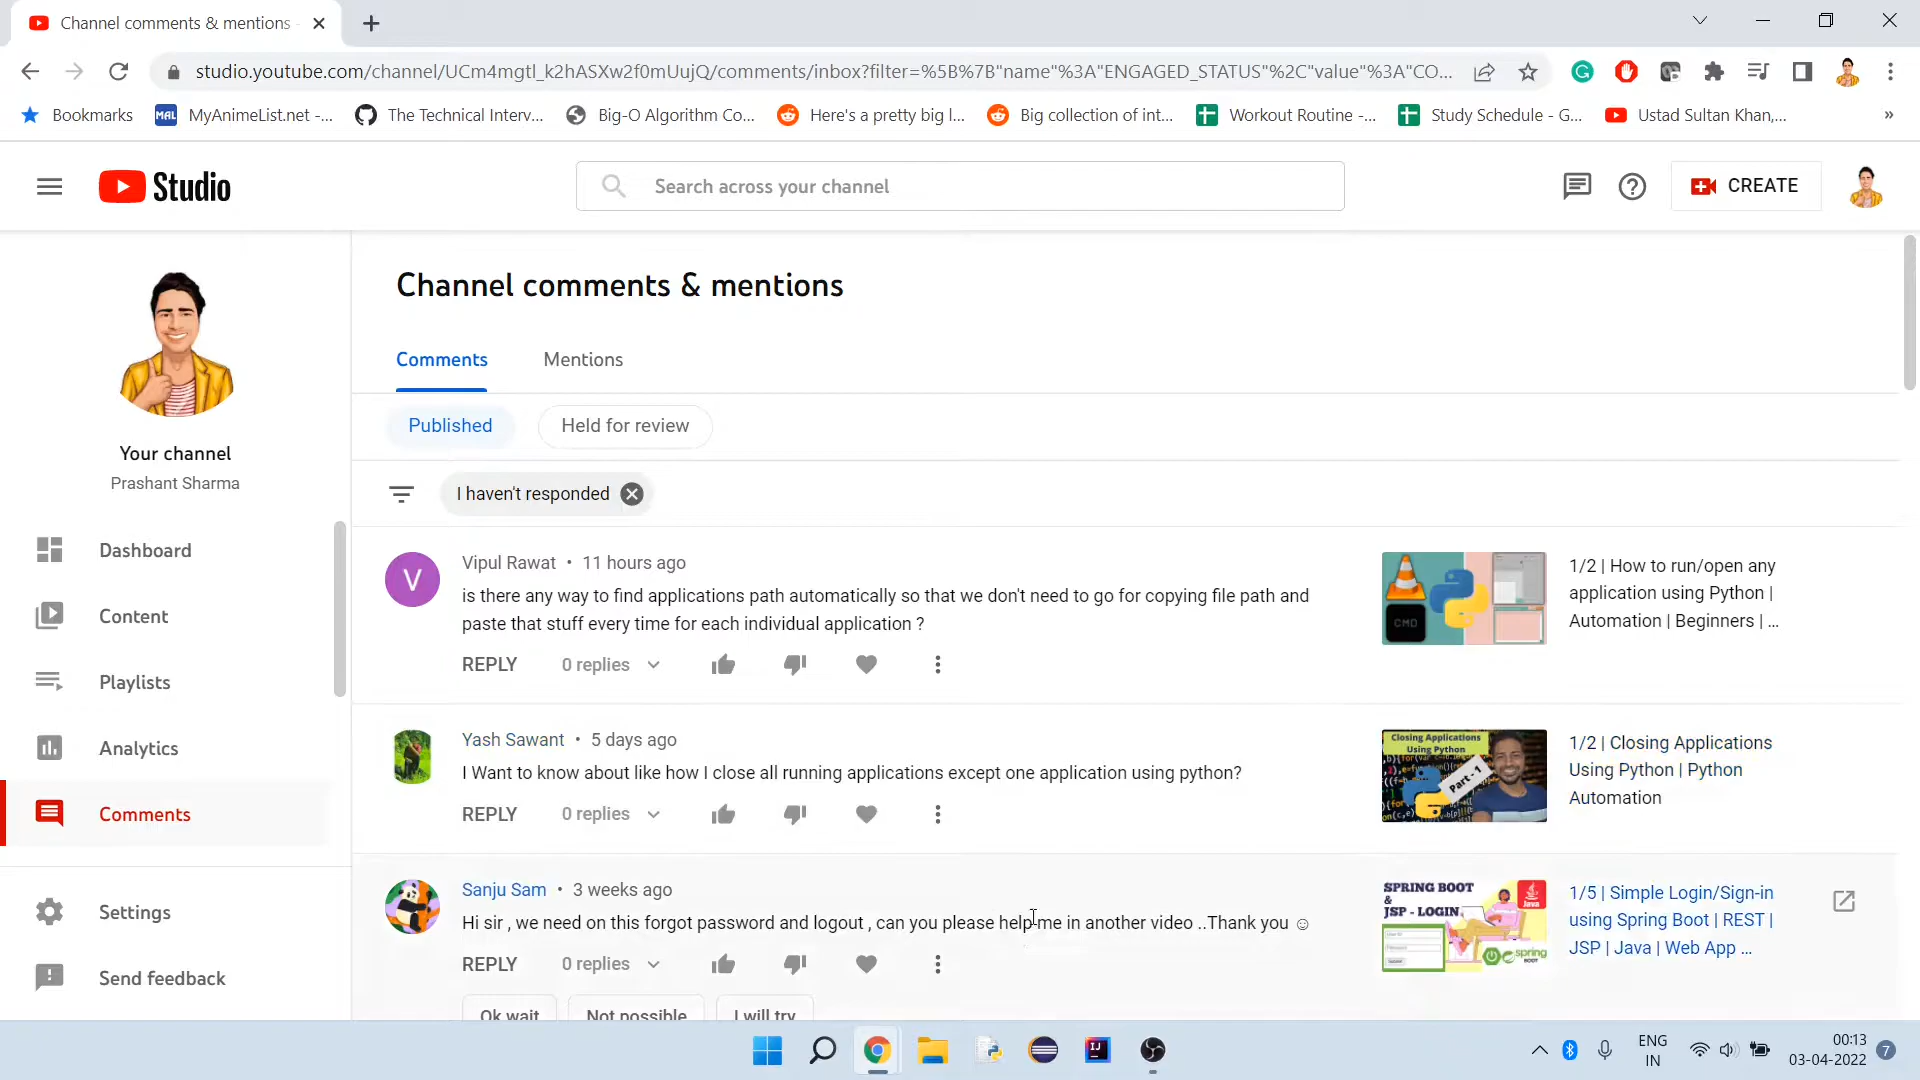 Channel comments & mentions
studio.youtube.com/channel/UCm4mgtl_k2hASXw2f0mUujQ/comments/inbox?filter=%5B%7B"name"%3A"ENGAGED_STATUS"%2C"value"%3A"CO...
Bookmarks
MAL MyAnimeList.net -...
The Technical Interv...
Big-O Algorithm Co...
Here's a pretty big l...
Big collection of int...
Workout Routine -...
Study Schedule - G...
Ustad Sultan Khan,...
»
Studio
Search across your channel
CREATE
Your channel
Prashant Sharma
Dashboard
Content
Playlists
Analytics
Comments
Settings
Send feedback
Channel comments & mentions
Comments
Mentions
Published
Held for review
I haven't responded
V
Vipul Rawat • 11 hours ago
is there any way to find applications path automatically so that we don't need to go for copying file path and
paste that stuff every time for each individual application ?
REPLY
0 replies
CMD
1/2 | How to run/open any
application using Python |
Automation | Beginners | ...
Yash Sawant • 5 days ago
I Want to know about like how I close all running applications except one application using python?
REPLY
0 replies
Closing Applications
Using Python
Part - 1
1/2 | Closing Applications
Using Python | Python
Automation
Sanju Sam • 3 weeks ago
Hi sir , we need on this forgot password and logout , can you please help me in another video ..Thank you ☺
REPLY
0 replies
Ok wait
Not possible
I will try
SPRING BOOT
& JSP - LOGIN
Java
spring
BOOT
1/5 | Simple Login/Sign-in
using Spring Boot | REST |
JSP | Java | Web App ...
IJ
ENG
IN
00:13
03-04-2022
7